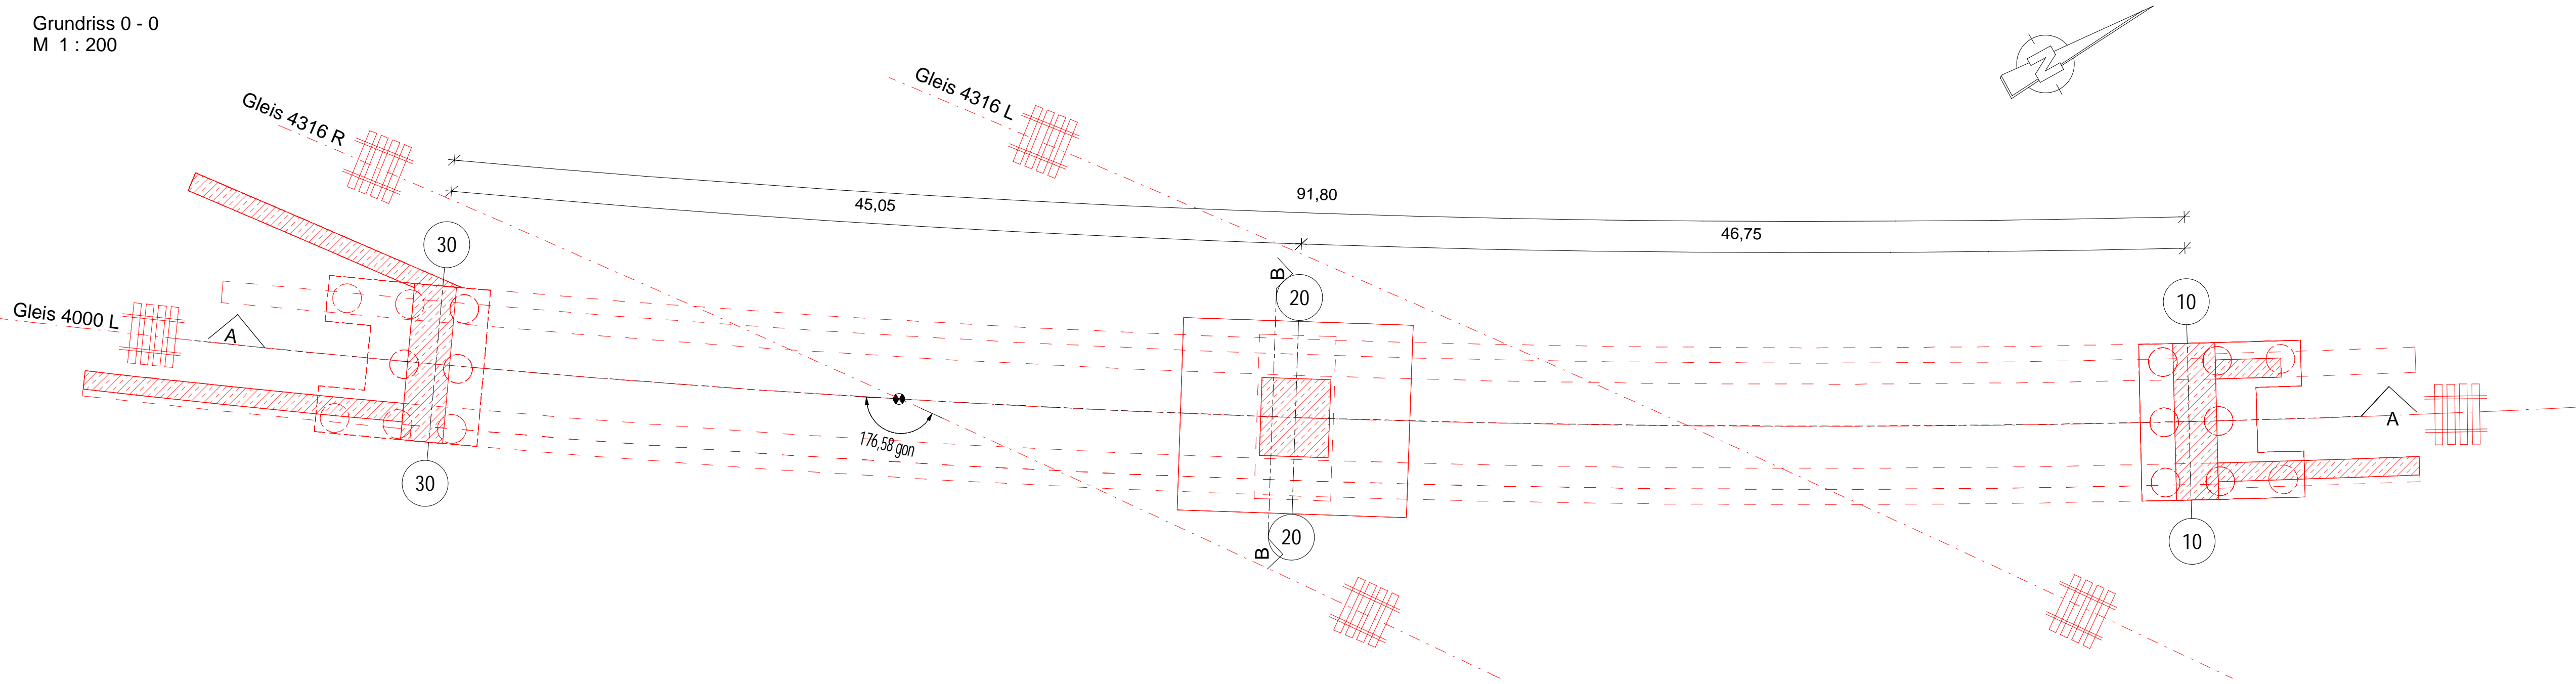 Grundriss 0 - 0
M 1 : 200
Gleis 4316 R
Gleis 4316 L
N
91,80
45,05
46,75
30
20
10
B
Gleis 4000 L
A
176,58 gon
A
30
20
10
B